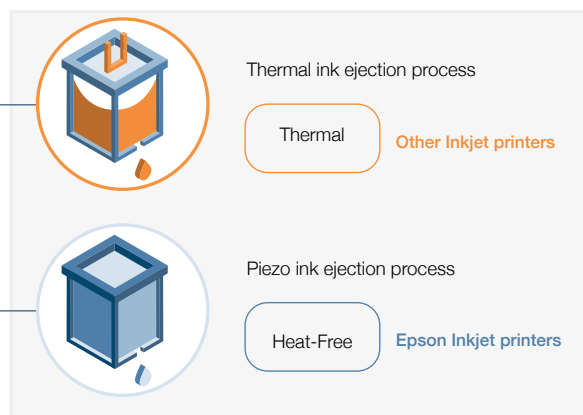 Thermal ink ejection process
Thermal
Other Inkjet printers
Piezo ink ejection process
Heat-Free
Epson Inkjet printers